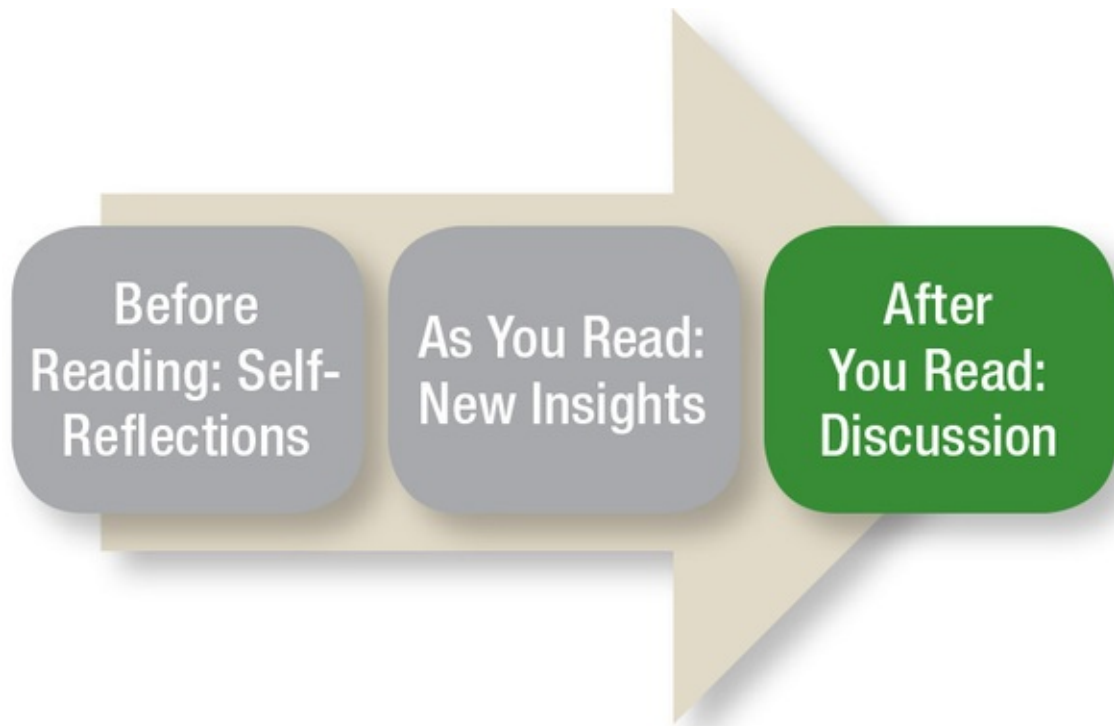 Before
Reading: Self-
Reflections
As You Read:
New Insights
After
You Read:
Discussion